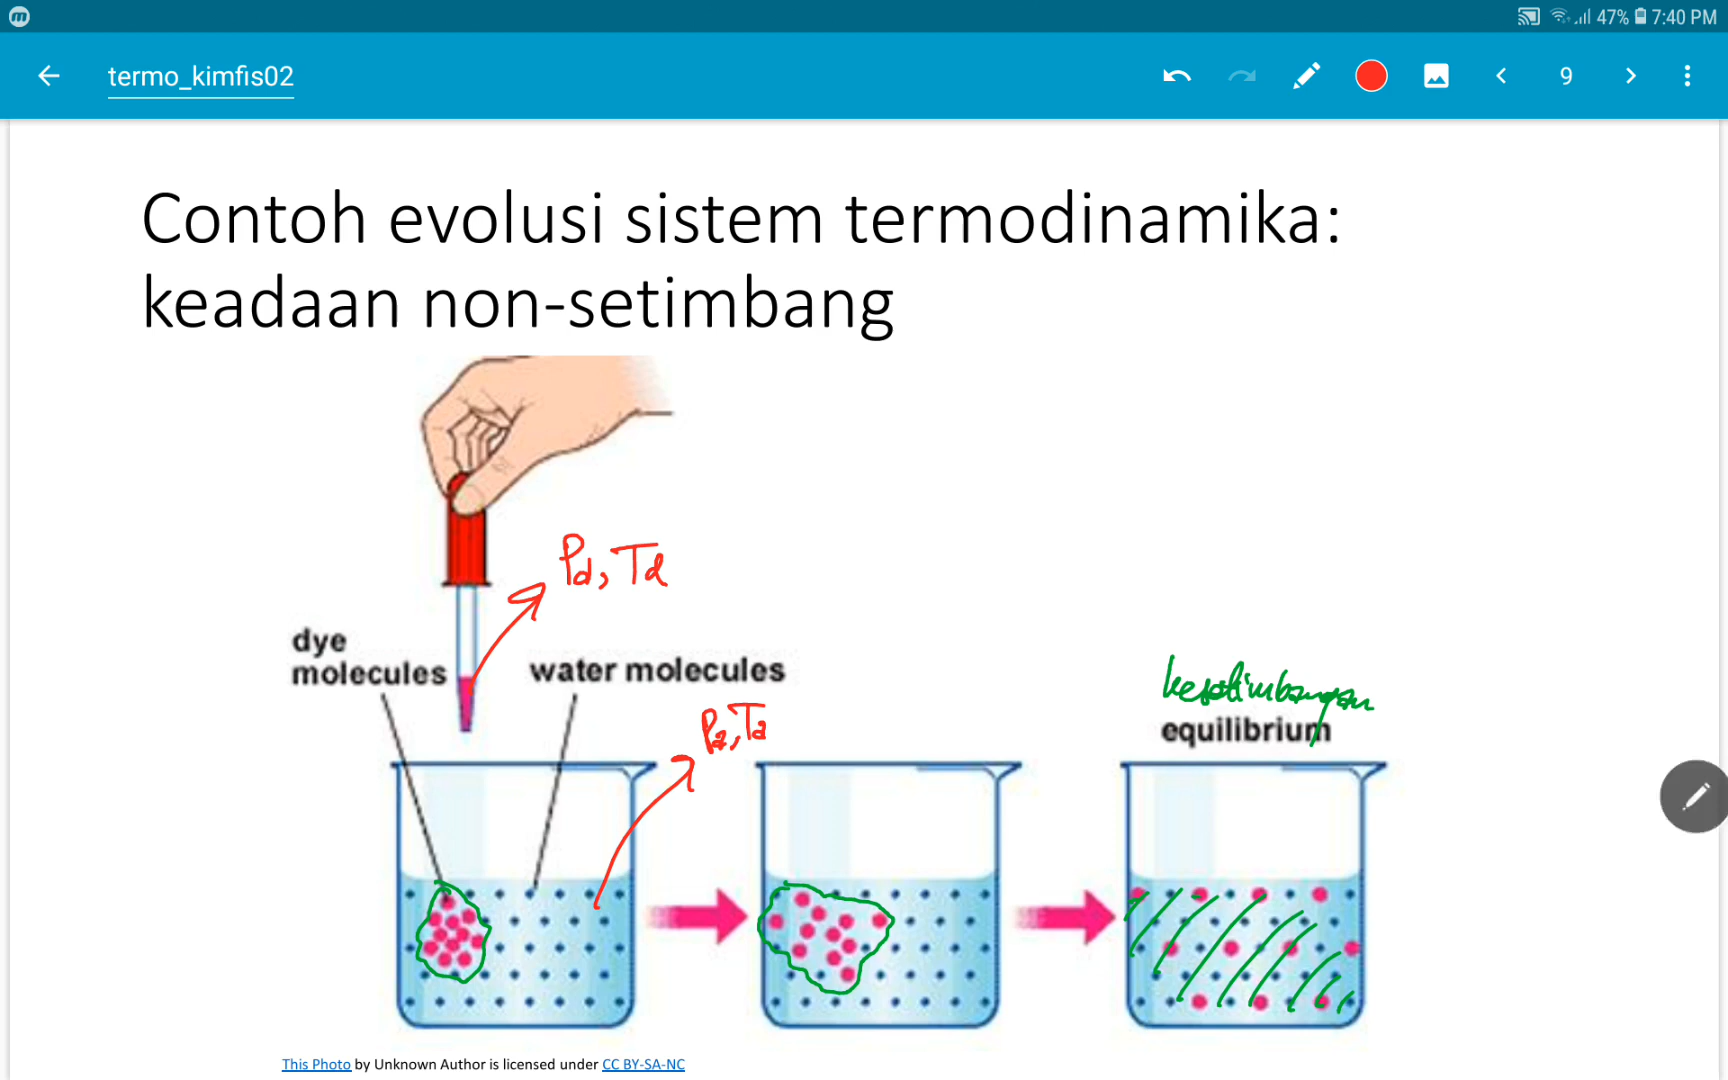 47% 7:40 PM
termo_kimfis02
9
Contoh evolusi sistem termodinamika:
keadaan non-setimbang
Pd, Td
dye
molecules
water molecules
Pa, Ta
kesetimbangan
equilibrium
This Photo by Unknown Author is licensed under CC BY-SA-NC